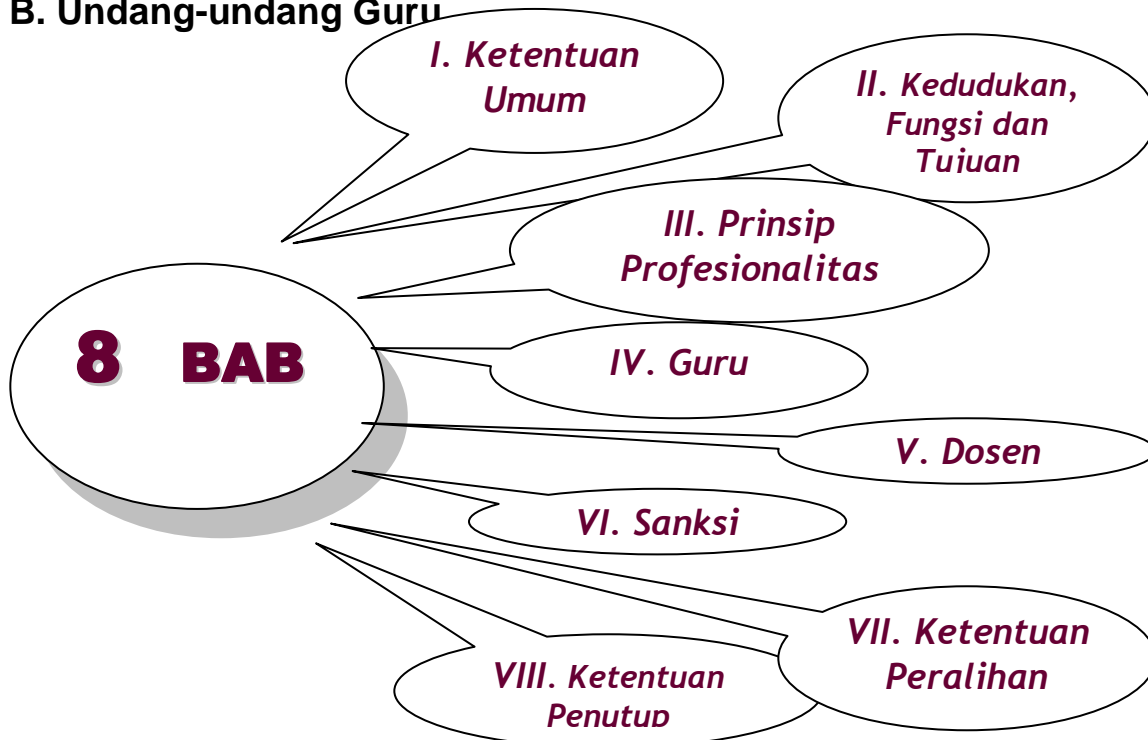 B. Undang-undang Guru
I. Ketentuan
Umum
II. Kedudukan,
Fungsi dan
Tujuan
III. Prinsip
Profesionalitas
8 BAB
IV. Guru
V. Dosen
VI. Sanksi
VII. Ketentuan
Peralihan
VIII. Ketentuan
Penutup